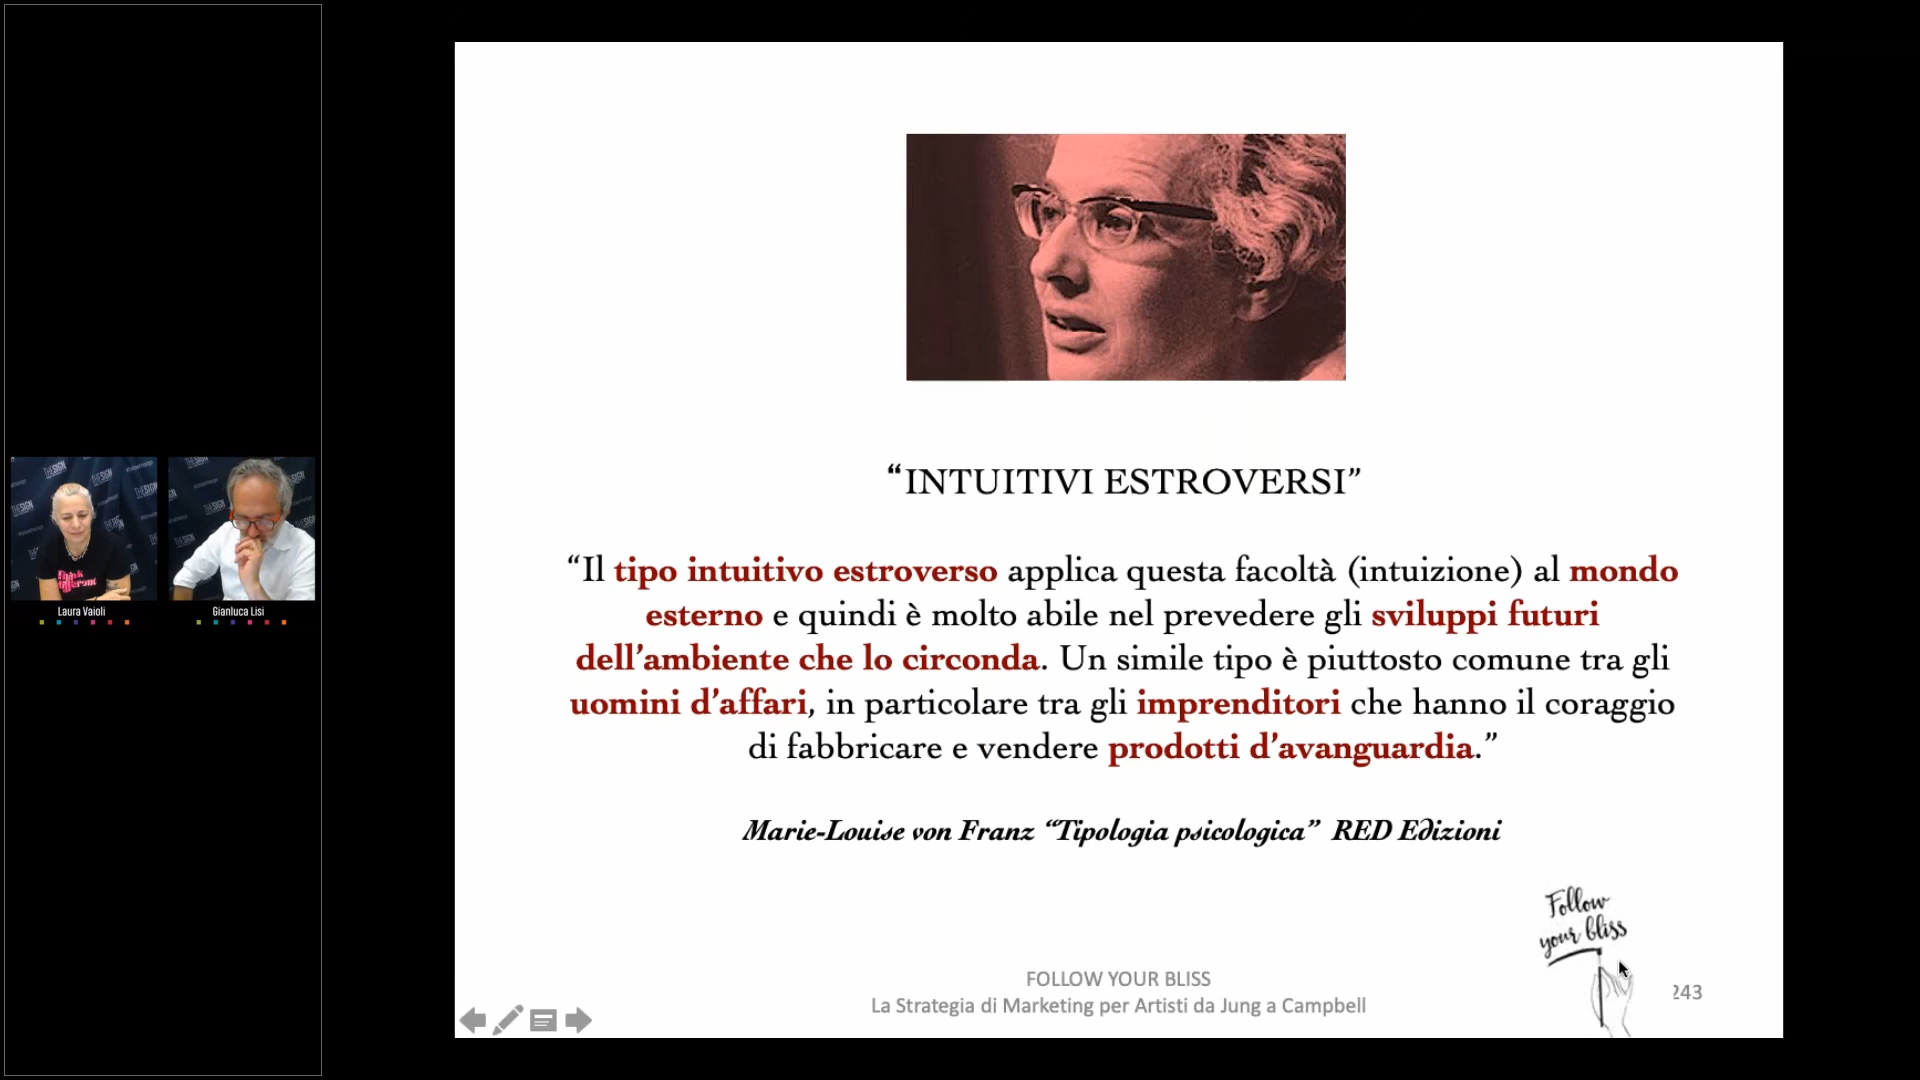 “INTUITIVI ESTROVERSI”
“Il tipo intuitivo estroverso applica questa facoltà (intuizione) al mondo
esterno e quindi è molto abile nel prevedere gli sviluppi futuri
dell’ambiente che lo circonda. Un simile tipo è piuttosto comune tra gli
uomini d’affari, in particolare tra gli imprenditori che hanno il coraggio
di fabbricare e vendere prodotti d’avanguardia.”
Marie-Louise von Franz “Tipologia psicologica” RED Edizioni
Follow
your bliss
FOLLOW YOUR BLISS
La Strategia di Marketing per Artisti da Jung a Campbell
243
THESIGN
THESIGN
Think
different
Laura Vaioli
Gianluca Lisi